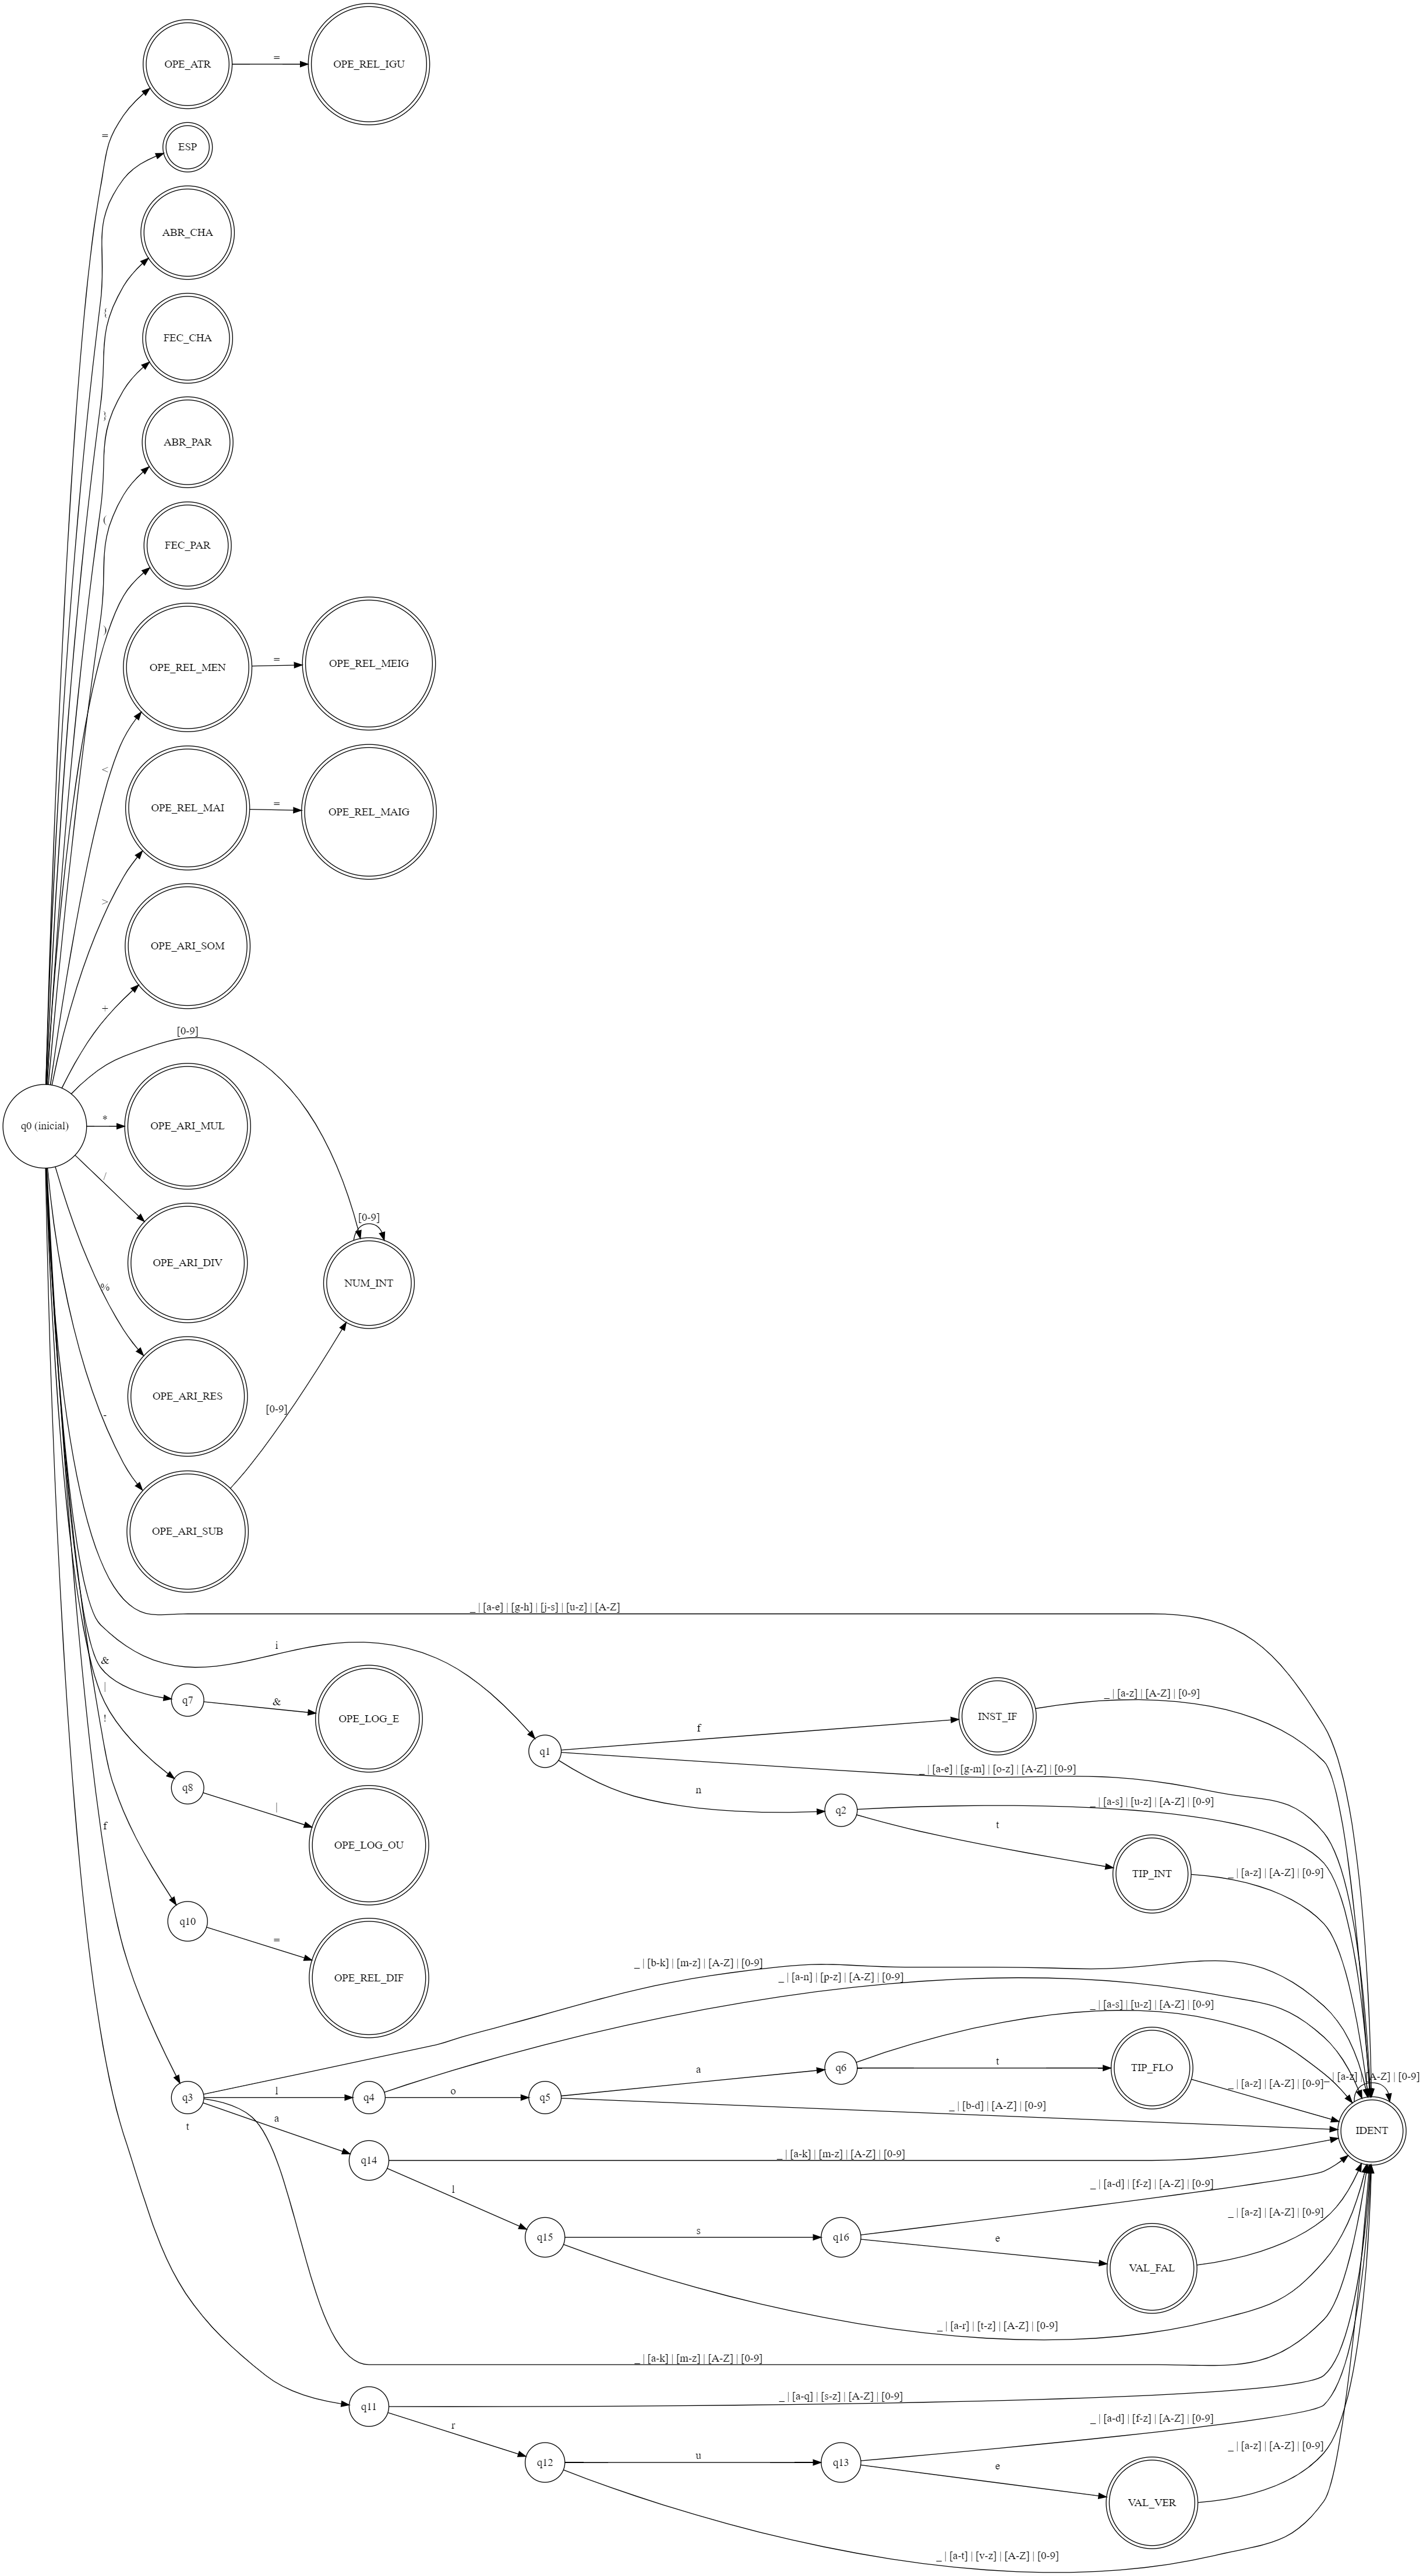 OPE_ATR
=
OPE_REL_IGU
=
ESP
ABR_CHA
{
FEC_CHA
}
ABR_PAR
(
FEC_PAR
)
OPE_REL_MEN
=
OPE_REL_MEIG
<
OPE_REL_MAI
=
OPE_REL_MAIG
>
OPE_ARI_SOM
+
[0-9]
q0 (inicial)
*
OPE_ARI_MUL
/
[0-9]
OPE_ARI_DIV
NUM_INT
%
OPE_ARI_RES
-
[0-9]
OPE_ARI_SUB
_ | [a-e] | [g-h] | [j-s] | [u-z] | [A-Z]
i
&
|
q7
&
OPE_LOG_E
INST_IF
_ | [a-z] | [A-Z] | [0-9]
!
f
q1
_ | [a-e] | [g-m] | [o-z] | [A-Z] | [0-9]
q8
|
n
q2
_ | [a-s] | [u-z] | [A-Z] | [0-9]
f
OPE_LOG_OU
t
TIP_INT
_ | [a-z] | [A-Z] | [0-9]
q10
=
OPE_REL_DIF
_ | [b-k] | [m-z] | [A-Z] | [0-9]
_ | [a-n] | [p-z] | [A-Z] | [0-9]
_ | [a-s] | [u-z] | [A-Z] | [0-9]
q3
l
q4
o
q5
a
q6
t
TIP_FLO
_ | [a-z] | [A-Z] | [0-9]
_ | [a-z] | [A-Z] | [0-9]
_ | [b-d] | [A-Z] | [0-9]
IDENT
t
a
q14
_ | [a-k] | [m-z] | [A-Z] | [0-9]
l
q15
s
q16
_ | [a-d] | [f-z] | [A-Z] | [0-9]
e
VAL_FAL
_ | [a-z] | [A-Z] | [0-9]
_ | [a-r] | [t-z] | [A-Z] | [0-9]
_ | [a-k] | [m-z] | [A-Z] | [0-9]
q11
_ | [a-q] | [s-z] | [A-Z] | [0-9]
r
q12
u
q13
_ | [a-d] | [f-z] | [A-Z] | [0-9]
e
VAL_VER
_ | [a-z] | [A-Z] | [0-9]
_ | [a-t] | [v-z] | [A-Z] | [0-9]